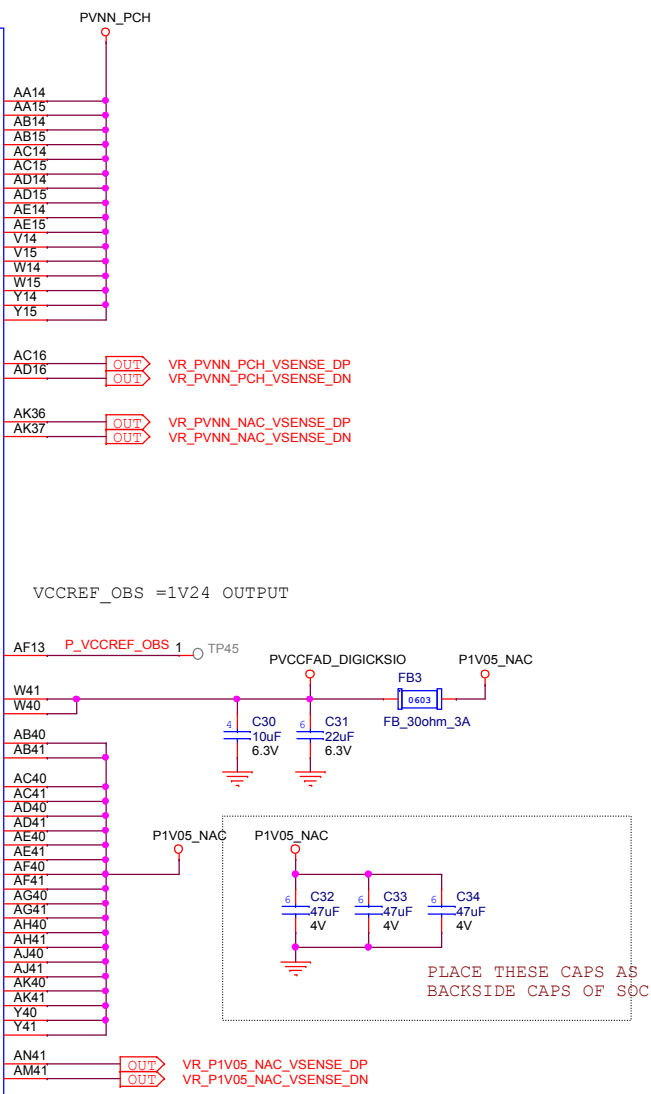 PVNN_PCH
AA14
AA15
AB14
AB15
AC14
AC15
AD14
AD15
AE14
AE15
V14
V15
W14
W15
Y14
Y15
AC16 OUT VR_PVNN_PCH_VSENSE_DP
AD16 OUT VR_PVNN_PCH_VSENSE_DN
AK36 OUT VR_PVNN_NAC_VSENSE_DP
AK37 OUT VR_PVNN_NAC_VSENSE_DN
VCCREF_OBS =1V24 OUTPUT
AF13 P_VCCREF_OBS 1 TP45
PVCCFAD_DIGICKSIO P1V05_NAC
FB3
0603
FB_30ohm_3A
W41
W40
4 C30 6 C31
10uF 22uF
6.3V 6.3V
AB40
AB41
AC40
AC41
AD40
AD41
AE40
AE41
AF40
AF41
AG40
AG41
AH40
AH41
AJ40
AJ41
AK40
AK41
Y40
Y41
P1V05_NAC P1V05_NAC
6 C32 6 C33 6 C34
47uF 47uF 47uF
4V 4V 4V
PLACE THESE CAPS AS
BACKSIDE CAPS OF SOC
AN41 OUT VR_P1V05_NAC_VSENSE_DP
AM41 OUT VR_P1V05_NAC_VSENSE_DN